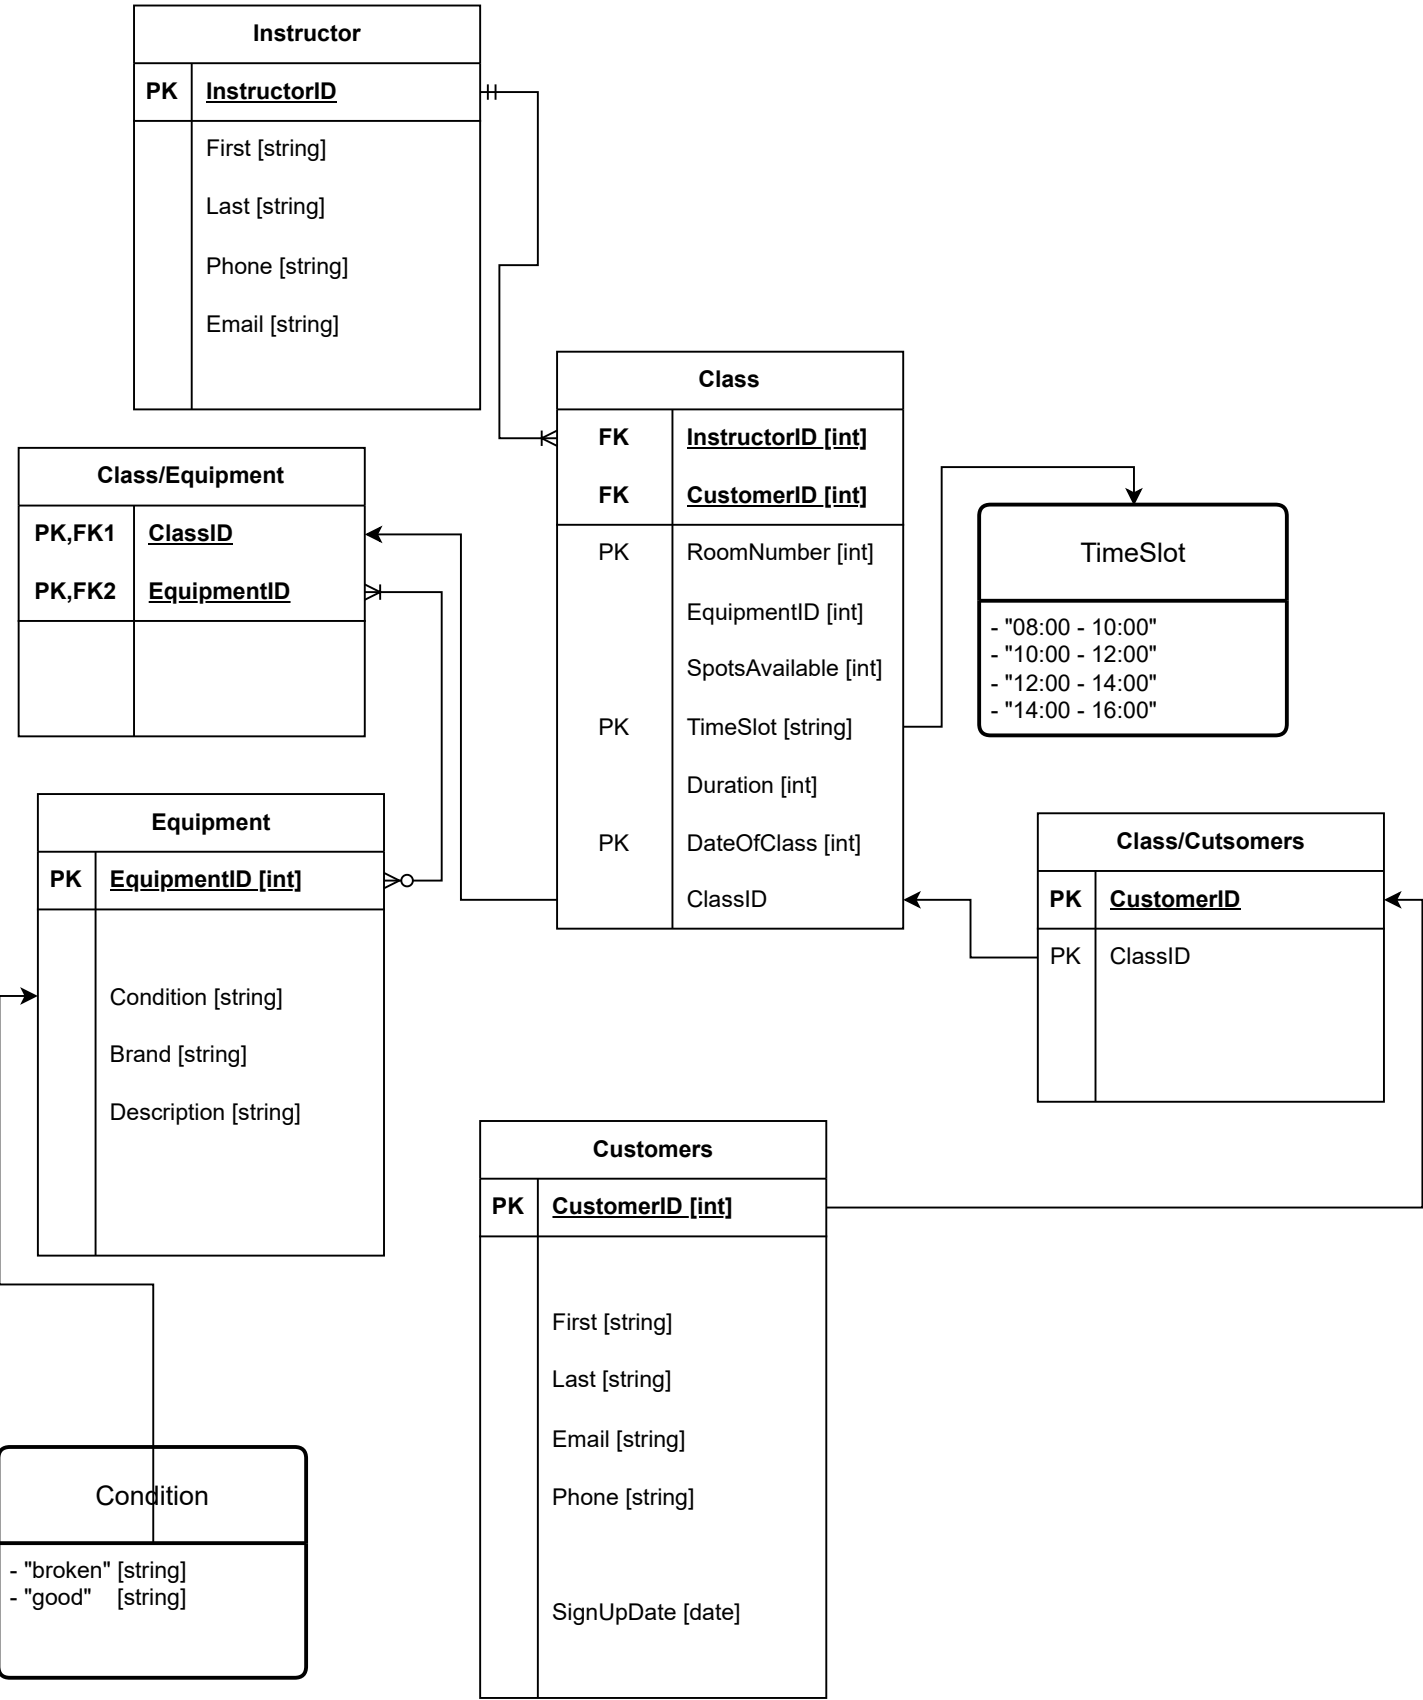 Instructor
PK InstructorID
First [string]
Last [string]
Phone [string]
Email [string]
Class
FK InstructorID [int]
FK CustomerID [int]
PK RoomNumber [int]
EquipmentID [int]
SpotsAvailable [int]
PK TimeSlot [string]
Duration [int]
PK DateOfClass [int]
ClassID
Class/Equipment
PK,FK1 ClassID
PK,FK2 EquipmentID
TimeSlot
- "08:00 - 10:00"
- "10:00 - 12:00"
- "12:00 - 14:00"
- "14:00 - 16:00"
Equipment
PK EquipmentID [int]
Condition [string]
Brand [string]
Description [string]
Class/Cutsomers
PK CustomerID
PK ClassID
Customers
PK CustomerID [int]
First [string]
Last [string]
Email [string]
Phone [string]
SignUpDate [date]
Condition
- "broken" [string]
- "good" [string]